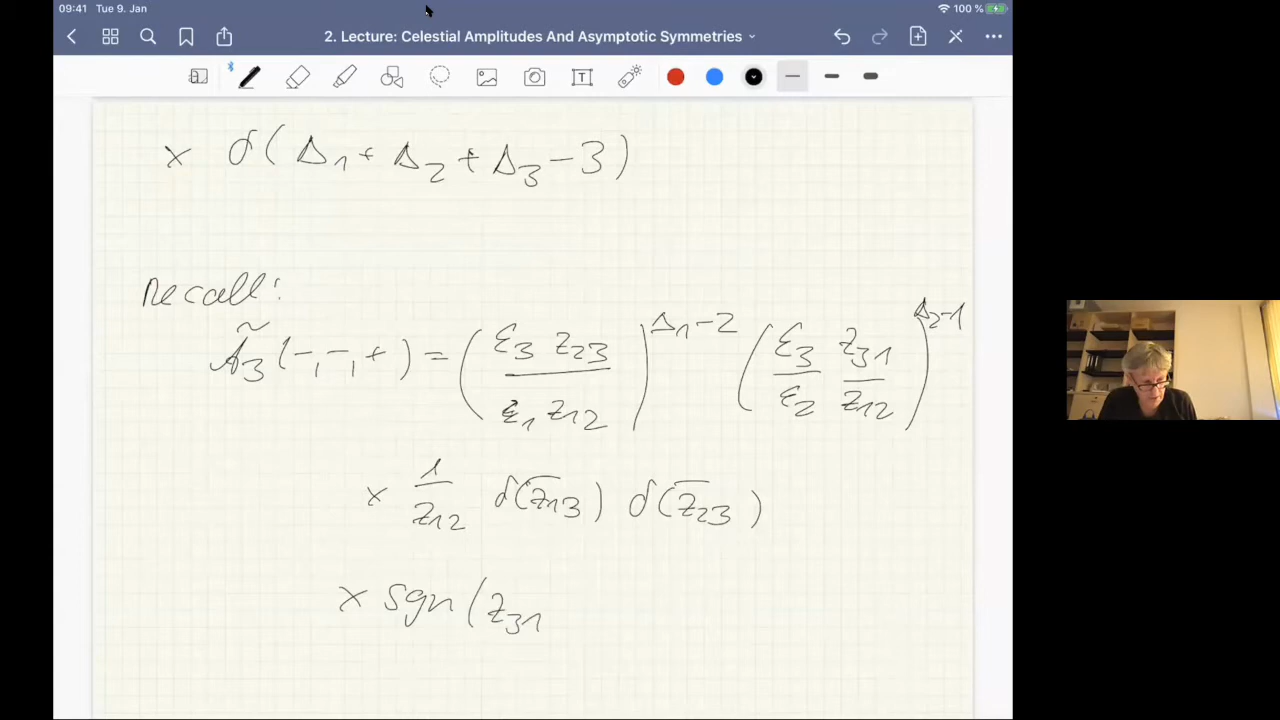 09:41 Tue 9. Jan
100 %
2. Lecture: Celestial Amplitudes And Asymptotic Symmetries
T
× δ(Δ₁ + Δ₂ + Δ₃ − 3)
Recall:
Ã₃(−,−,+) = (ε₃ z₂₃ / ε₁ z₁₂)^(Δ₁−2) (ε₃/ε₂ z₃₁/z₁₂)^(Δ₂−1)
× 1/z₁₂ δ(z̄₁₃) δ(z̄₂₃)
× sgn(z₃₁